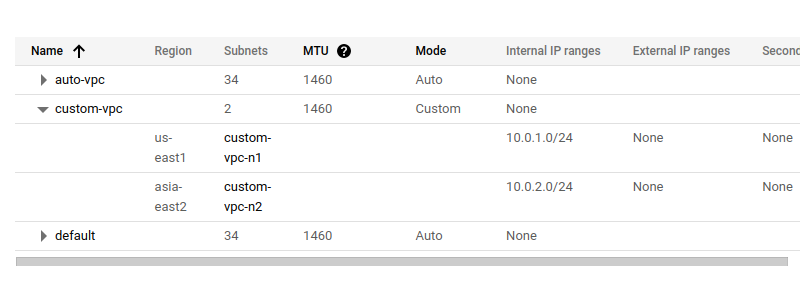 Name Region Subnets MTU ? Mode Internal IP ranges External IP ranges Second
auto-vpc 34 1460 Auto None
custom-vpc 2 1460 Custom None
us- custom- 10.0.1.0/24 None None
east1 vpc-n1
asia- custom- 10.0.2.0/24 None None
east2 vpc-n2
default 34 1460 Auto None